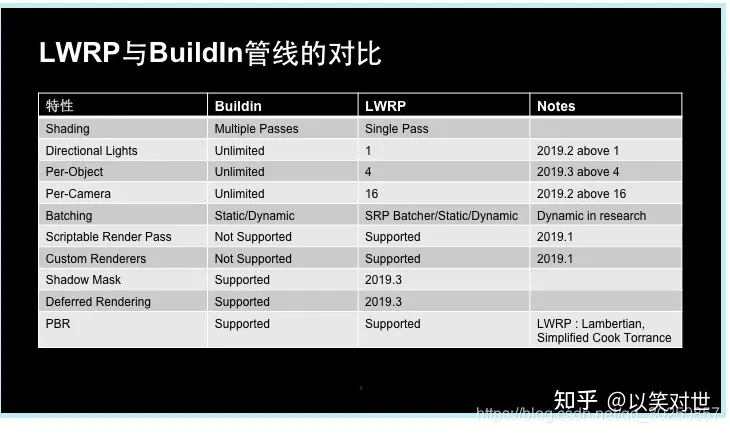 LWRP与BuildIn管线的对比
特性 Buildin LWRP Notes
Shading Multiple Passes Single Pass
Directional Lights Unlimited 1 2019.2 above 1
Per-Object Unlimited 4 2019.3 above 4
Per-Camera Unlimited 16 2019.2 above 16
Batching Static/Dynamic SRP Batcher/Static/Dynamic Dynamic in research
Scriptable Render Pass Not Supported Supported 2019.1
Custom Renderers Not Supported Supported 2019.1
Shadow Mask Supported 2019.3
Deferred Rendering Supported 2019.3
PBR Supported Supported LWRP : Lambertian,
Simplified Cook Torrance
知乎 @以笑对世